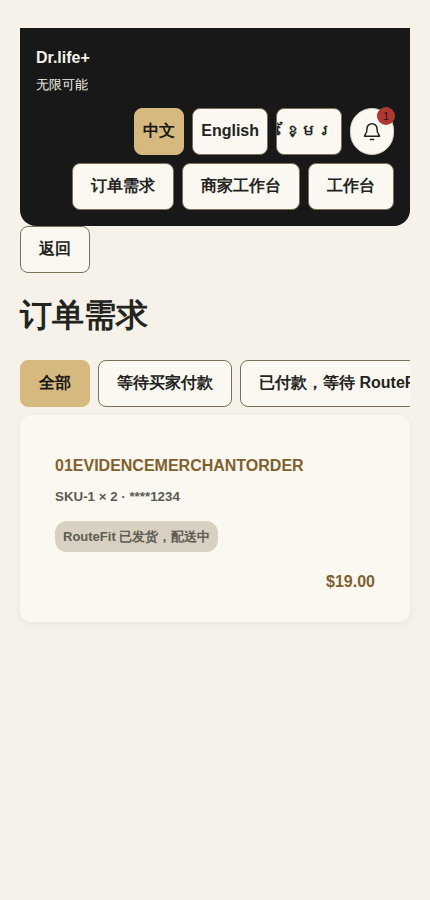 Dr.life+
无限可能
中文
English
ខ្មែរ
1
订单需求
商家工作台
工作台
返回
订单需求
全部
等待买家付款
已付款，等待 RouteF
01EVIDENCEMERCHANTORDER
SKU-1 × 2 · ****1234
RouteFit 已发货，配送中
$19.00